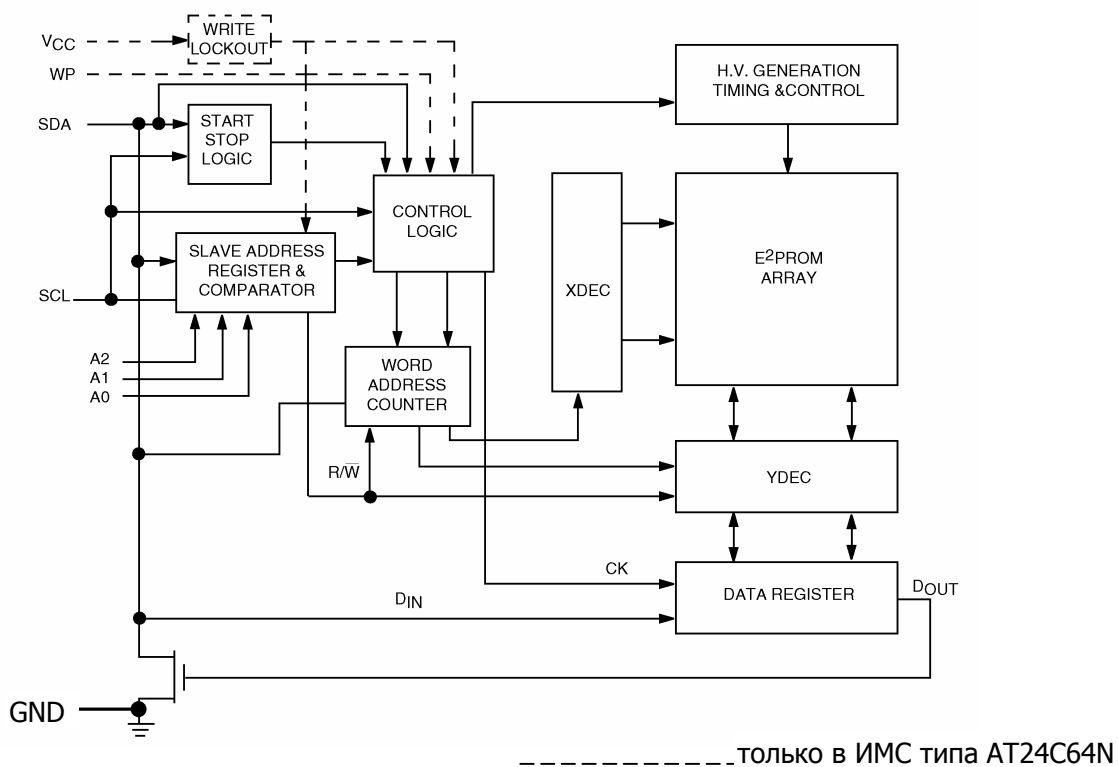 VCC
WRITE
LOCKOUT
WP
H.V. GENERATION
TIMING &CONTROL
SDA
START
STOP
LOGIC
CONTROL
LOGIC
SLAVE ADDRESS
REGISTER &
COMPARATOR
E2PROM
ARRAY
XDEC
SCL
A2
A1
A0
WORD
ADDRESS
COUNTER
R/W̅
YDEC
CK
DIN
DATA REGISTER
DOUT
GND
только в ИМС типа AT24C64N